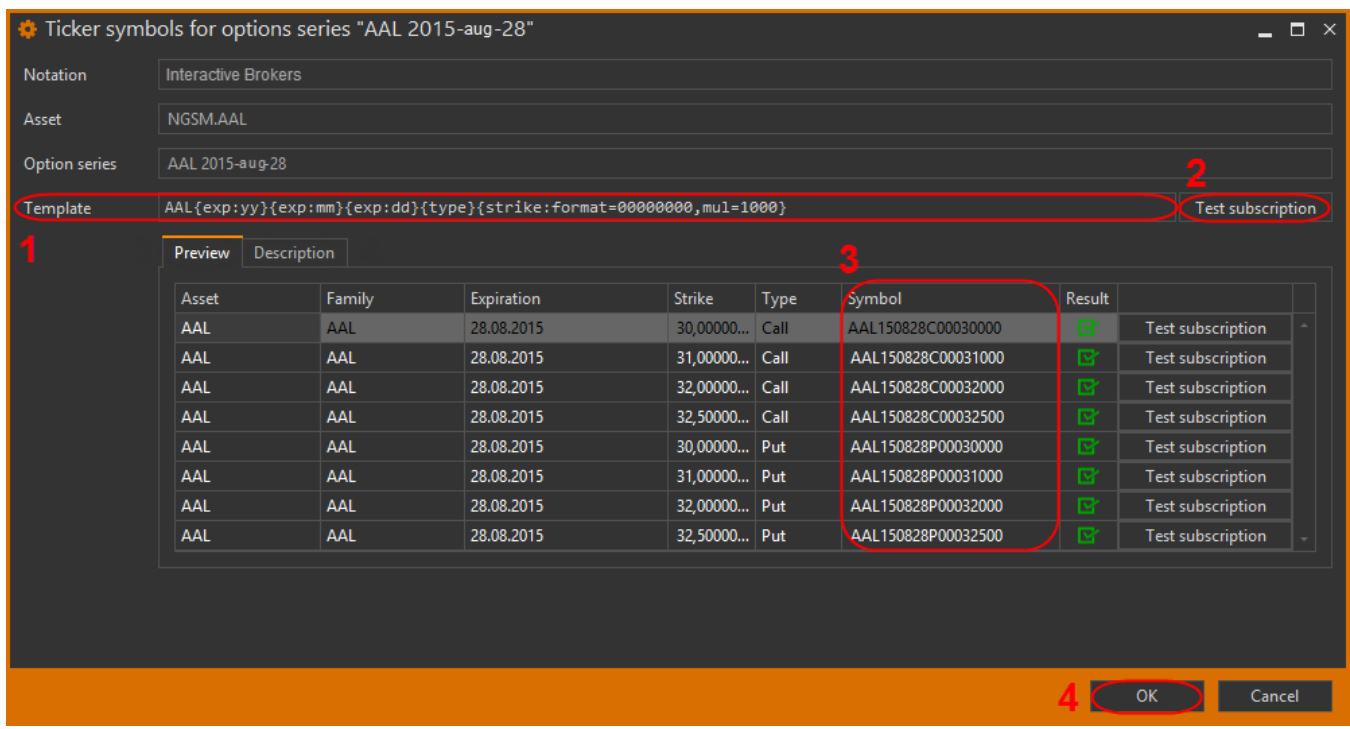 Ticker symbols for options series "AAL 2015-aug-28"
Notation Interactive Brokers
Asset NGSM.AAL
Option series AAL 2015-aug-28
2
Template AAL{exp:yy}{exp:mm}{exp:dd}{type}{strike:format=00000000,mul=1000} Test subscription
1
Preview Description
3
Asset Family Expiration Strike Type Symbol Result
AAL AAL 28.08.2015 30,00000... Call AAL150828C00030000 Test subscription
AAL AAL 28.08.2015 31,00000... Call AAL150828C00031000 Test subscription
AAL AAL 28.08.2015 32,00000... Call AAL150828C00032000 Test subscription
AAL AAL 28.08.2015 32,50000... Call AAL150828C00032500 Test subscription
AAL AAL 28.08.2015 30,00000... Put AAL150828P00030000 Test subscription
AAL AAL 28.08.2015 31,00000... Put AAL150828P00031000 Test subscription
AAL AAL 28.08.2015 32,00000... Put AAL150828P00032000 Test subscription
AAL AAL 28.08.2015 32,50000... Put AAL150828P00032500 Test subscription
4 OK Cancel